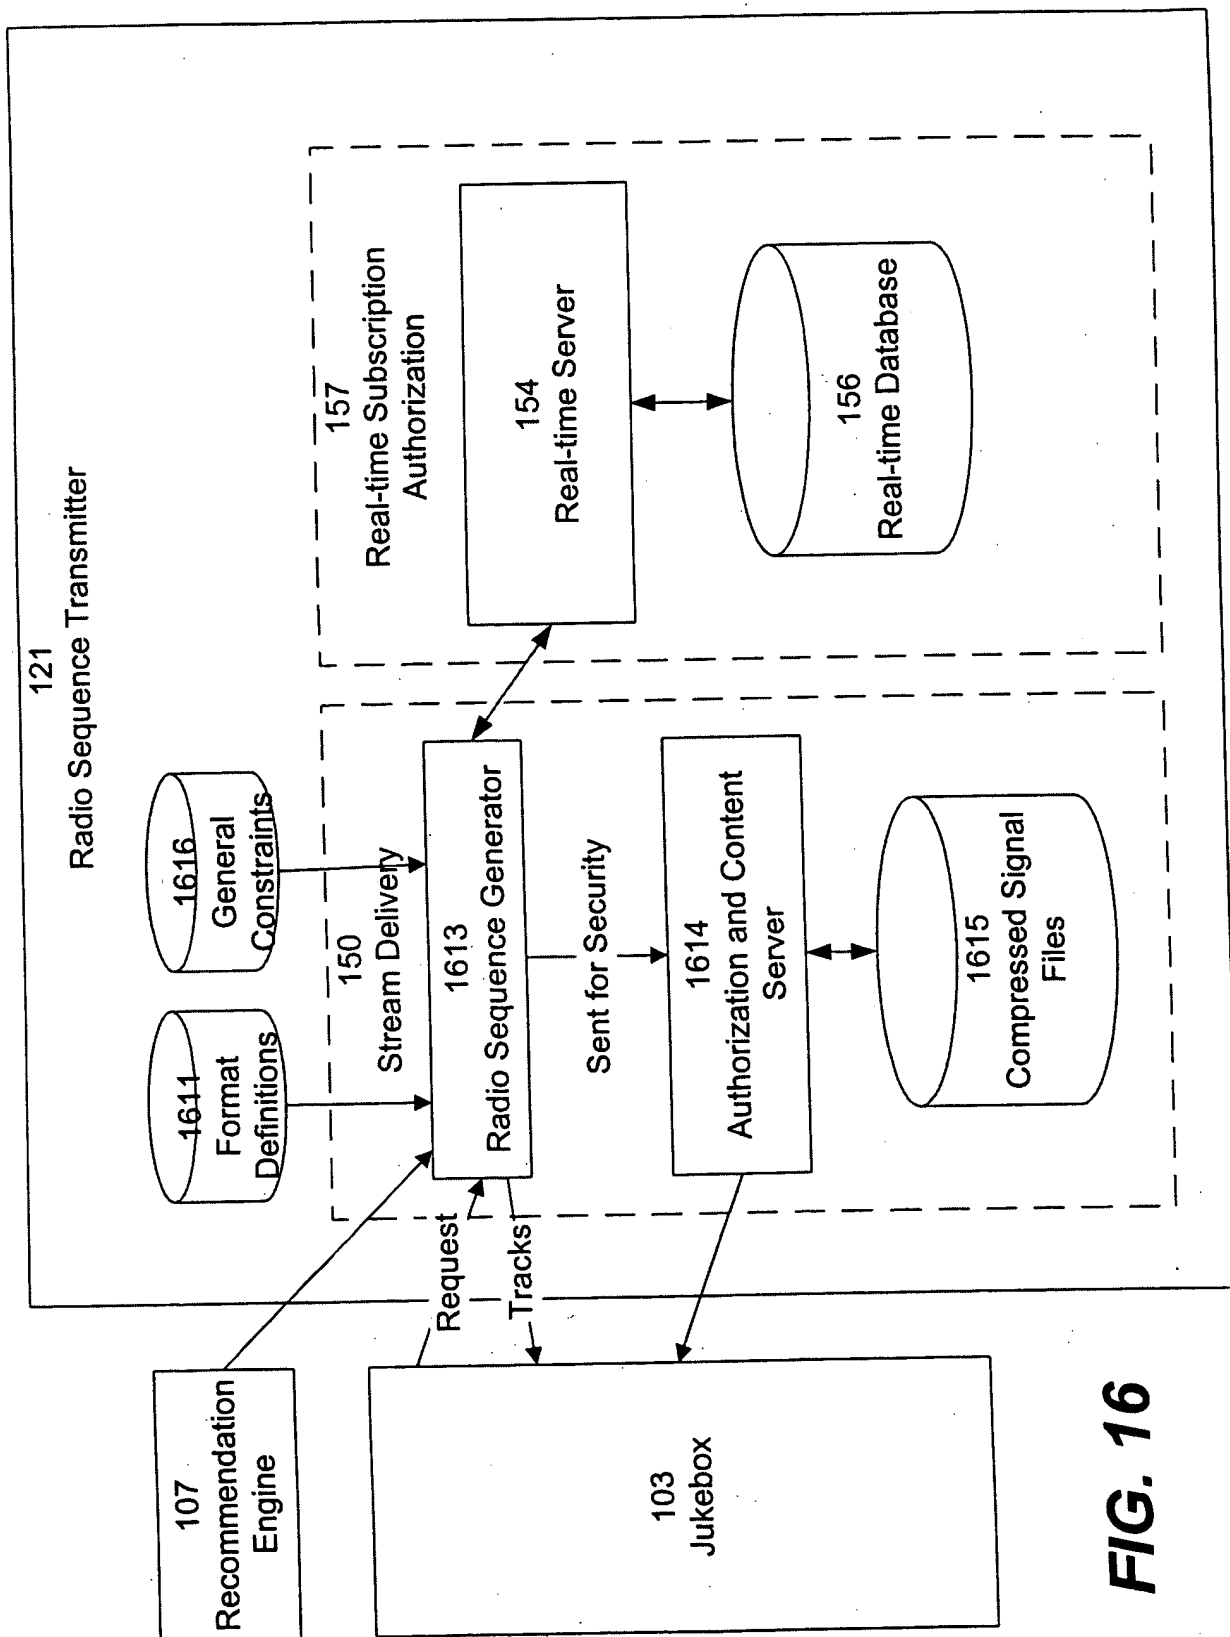 121
Radio Sequence Transmitter
107
Recommendation
Engine
1611
Format
Definitions
1616
General
Constraints
150
Stream Delivery
1613
Radio Sequence Generator
Request
Tracks
Sent for Security
1614
Authorization and Content
Server
1615
Compressed Signal
Files
157
Real-time Subscription
Authorization
154
Real-time Server
156
Real-time Database
103
Jukebox
FIG. 16